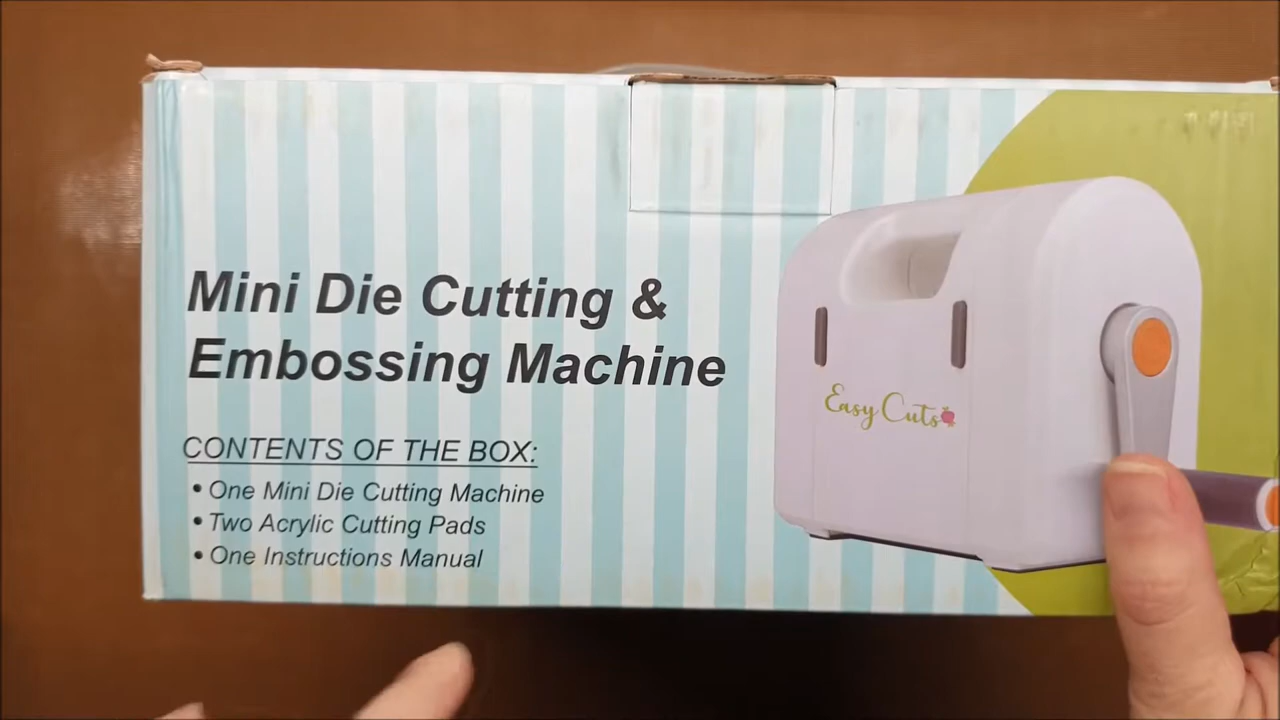 Mini Die Cutting &
Embossing Machine
CONTENTS OF THE BOX:
• One Mini Die Cutting Machine
• Two Acrylic Cutting Pads
• One Instructions Manual
Easy Cuts